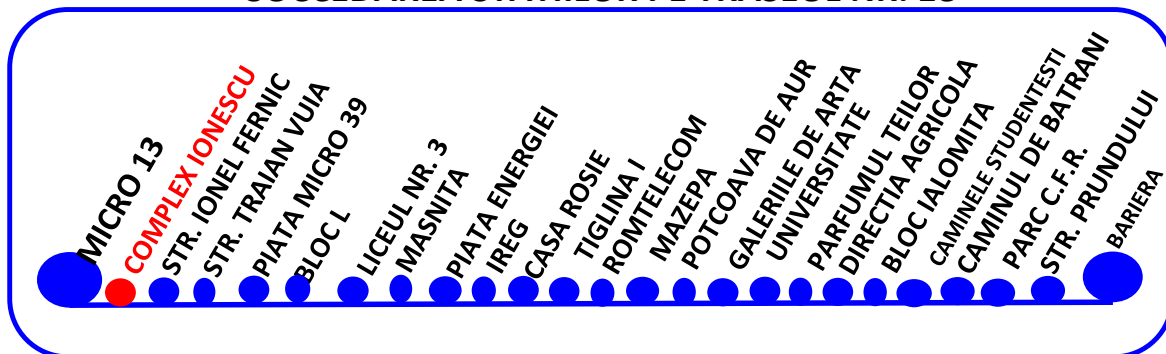 MICRO 13
COMPLEX IONESCU
STR. IONEL FERNIC
STR. TRAIAN VUIA
PIATA MICRO 39
BLOC L
LICEUL NR. 3
MASNITA
PIATA ENERGIEI
IREG
CASA ROSIE
TIGLINA I
ROMTELECOM
MAZEPA
POTCOAVA DE AUR
GALERIILE DE ARTA
UNIVERSITATE
PARFUMUL TEILOR
DIRECTIA AGRICOLA
BLOC IALOMITA
CAMINELE STUDENTESTI
CAMINUL DE BATRANI
PARC C.F.R.
STR. PRUNDULUI
BARIERA